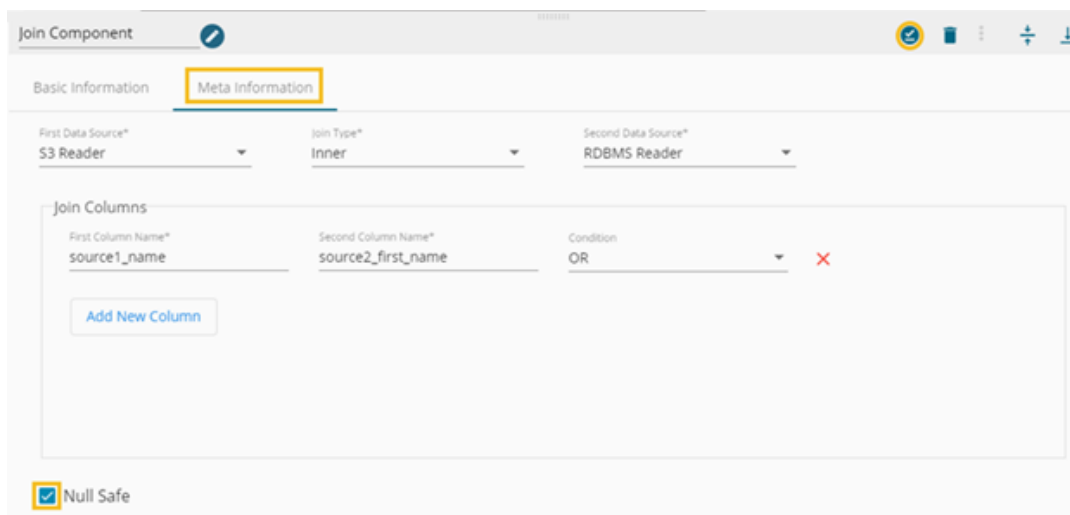 Join Component
Basic Information Meta Information
First Data Source* Join Type* Second Data Source*
S3 Reader Inner RDBMS Reader
Join Columns
First Column Name* Second Column Name* Condition
source1_name source2_first_name OR
Add New Column
Null Safe